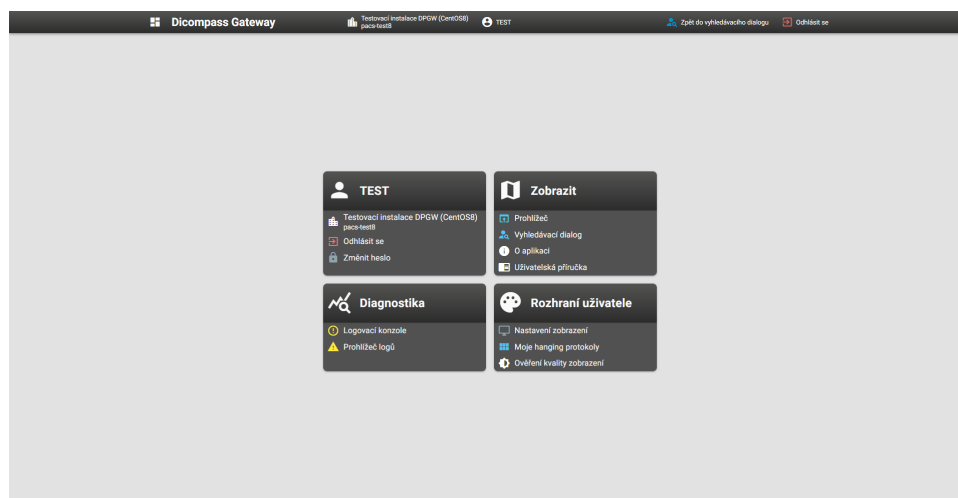 Dicompass Gateway
Testovací instalace DPGW (CentOS8)
pacs-test8
TEST
Zpět do vyhledávacího dialogu
Odhlásit se
TEST
Testovací instalace DPGW (CentOS8)
pacs-test8
Odhlásit se
Změnit heslo
Zobrazit
Prohlížeč
Vyhledávací dialog
O aplikaci
Uživatelská příručka
Diagnostika
Logovací konzole
Prohlížeč logů
Rozhraní uživatele
Nastavení zobrazení
Moje hanging protokoly
Ověření kvality zobrazení